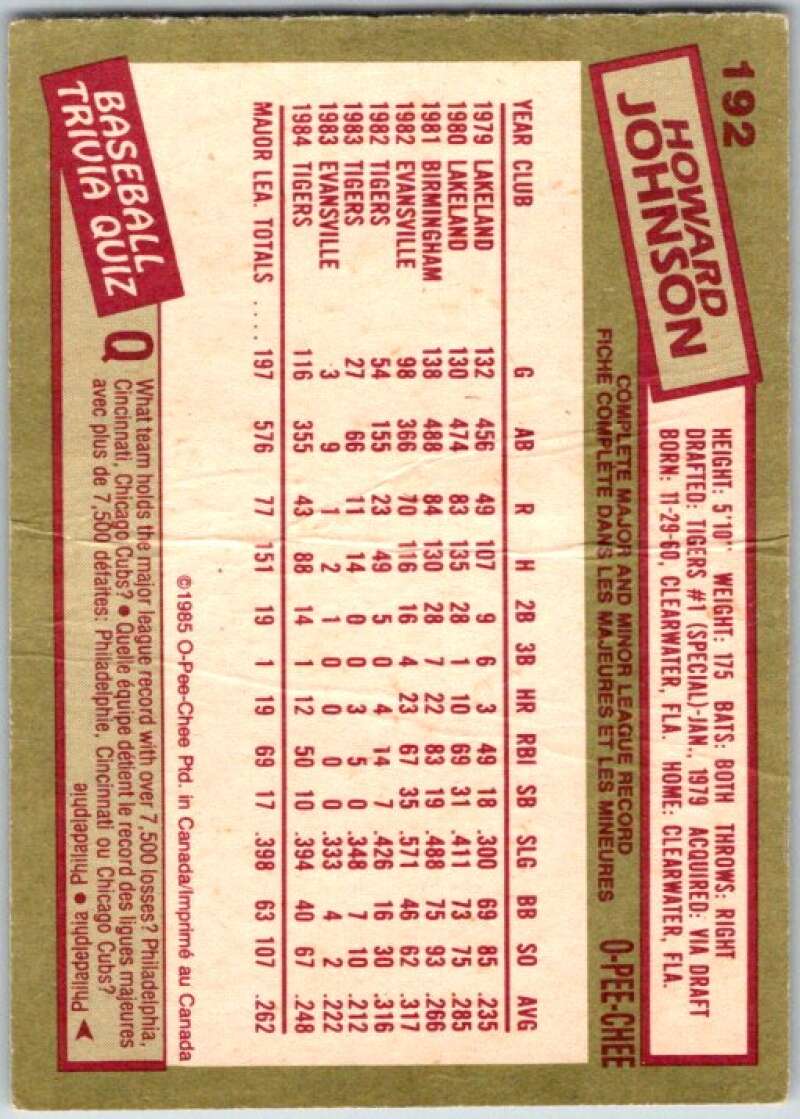 192
HOWARD
JOHNSON
HEIGHT: 5'10" WEIGHT: 175 BATS: BOTH THROWS: RIGHT
DRAFTED: TIGERS #1 (SPECIAL)-JAN., 1979 ACQUIRED: VIA DRAFT
BORN: 11-29-60, CLEARWATER, FLA. HOME: CLEARWATER, FLA.
COMPLETE MAJOR AND MINOR LEAGUE RECORD
FICHE COMPLÈTE DANS LES MAJEURES ET LES MINEURES
O-PEE-CHEE
YEAR CLUB G AB R H 2B 3B HR RBI SB SLG BB SO AVG
1979 LAKELAND 132 456 49 107 9 6 3 49 18 .300 69 85 .235
1980 LAKELAND 130 474 83 135 28 1 10 69 31 .411 73 75 .285
1981 BIRMINGHAM 138 488 84 130 28 7 22 83 19 .488 75 93 .266
1982 EVANSVILLE 98 366 70 116 16 4 23 67 35 .571 46 62 .317
1982 TIGERS 54 155 23 49 5 0 4 14 7 .426 16 30 .316
1983 TIGERS 27 66 11 14 0 0 3 5 0 .348 7 10 .212
1983 EVANSVILLE 3 9 1 2 1 0 0 0 0 .333 4 2 .222
1984 TIGERS 116 355 43 88 14 1 12 50 10 .394 40 67 .248
MAJOR LEA. TOTALS .... 197 576 77 151 19 1 19 69 17 .398 63 107 .262
©1985 O-Pee-Chee Ptd. in Canada/Imprimé au Canada
BASEBALL
TRIVIA QUIZ
Q What team holds the major league record with over 7,500 losses? Philadelphia,
Cincinnati, Chicago Cubs? • Quelle équipe détient le record des ligues majeures
avec plus de 7,500 défaites: Philadelphie, Cincinnati ou Chicago Cubs?
Philadelphia • Philadelphie